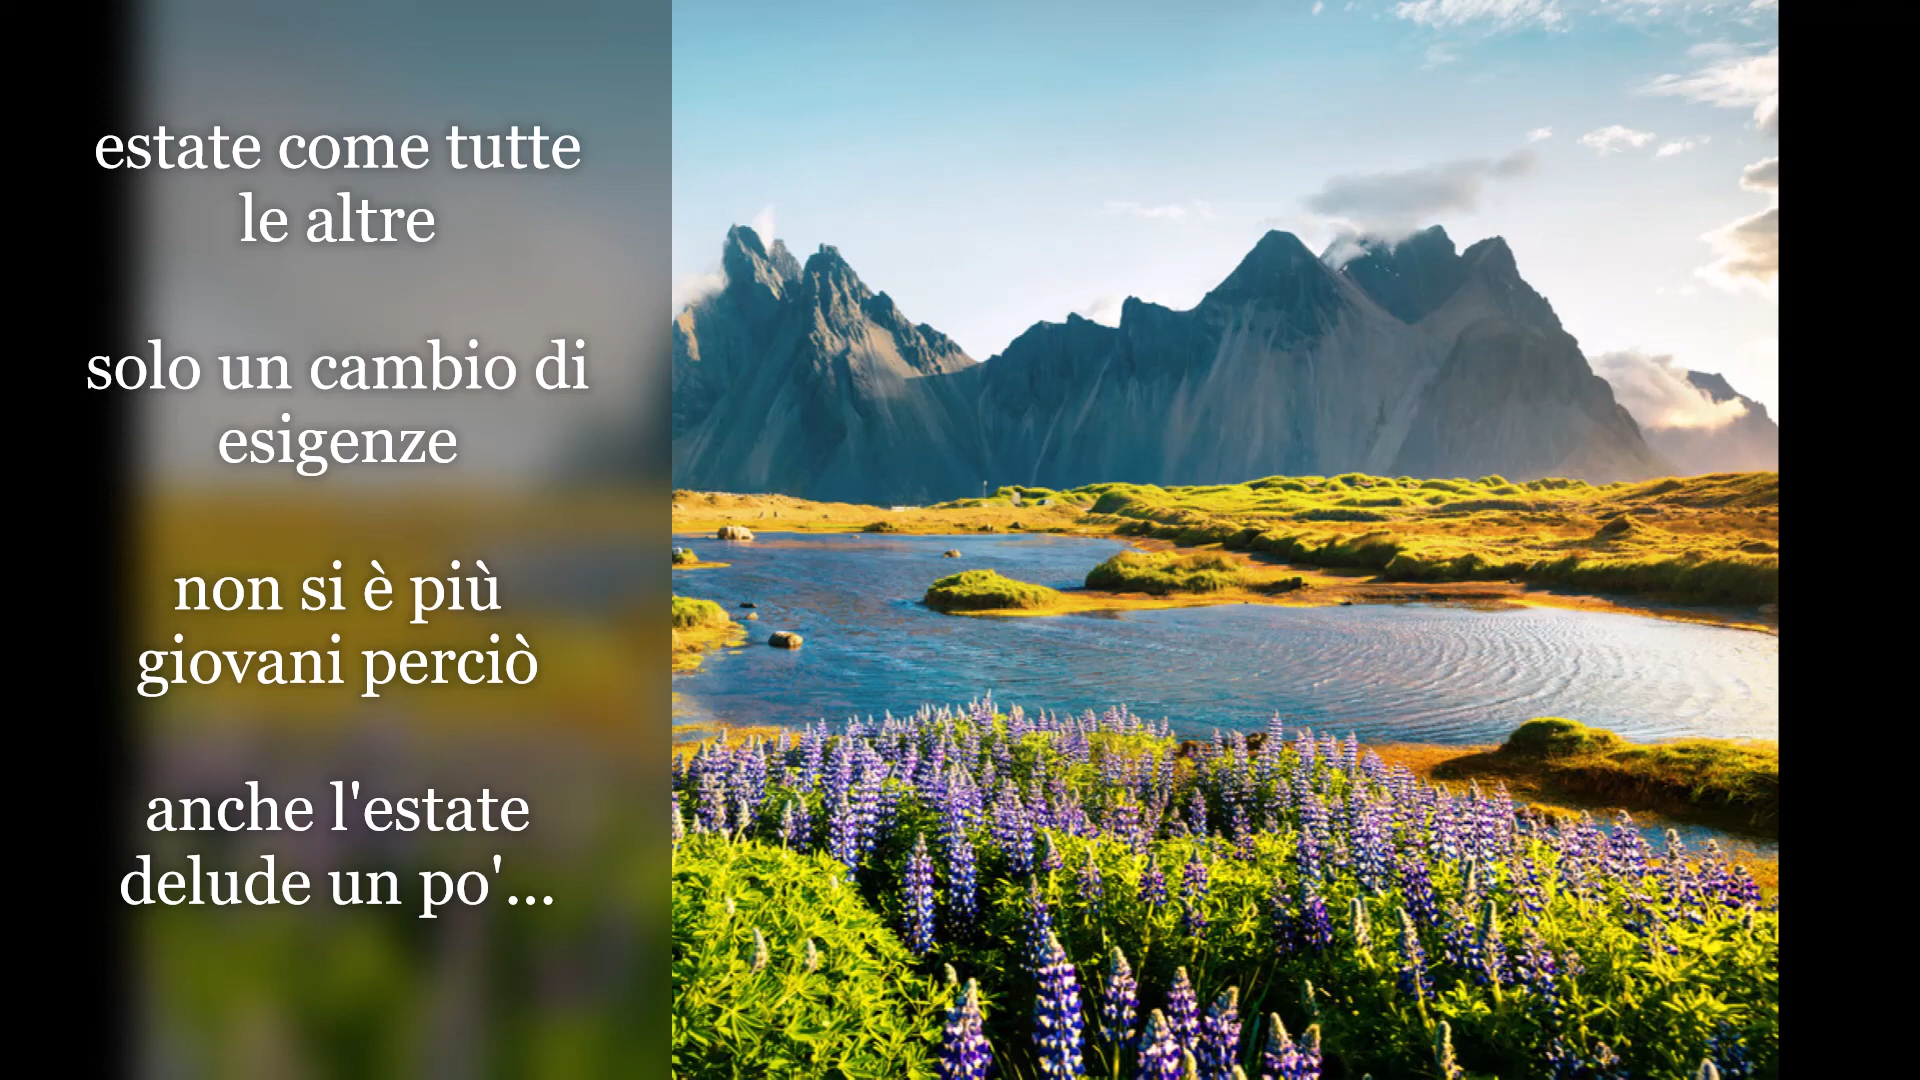 estate come tutte
le altre
solo un cambio di
esigenze
non si è più
giovani perciò
anche l'estate
delude un po'...